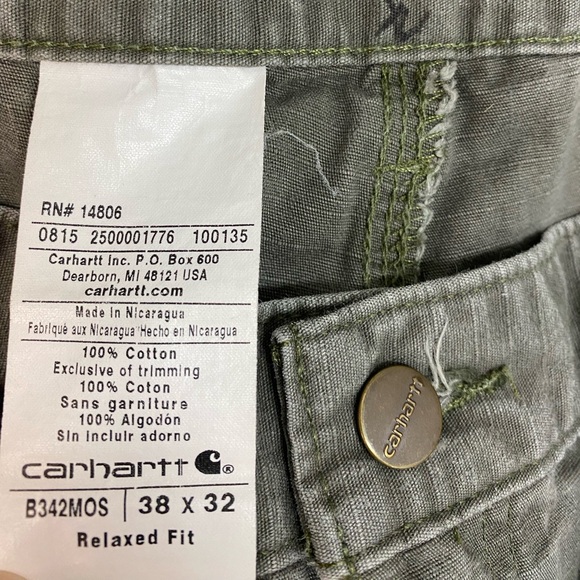 RN# 14806
0815 2500001776 100135
Carhartt Inc. P.O. Box 600
Dearborn, MI 48121 USA
carhartt.com
Made in Nicaragua
Fabriqué aux Nicaragua Hecho en Nicaragua
100% Cotton
Exclusive of trimming
100% Coton
Sans garniture
100% Algodón
Sin incluir adorno
carhartt ®
B342MOS | 38 X 32
Relaxed Fit
carhartt